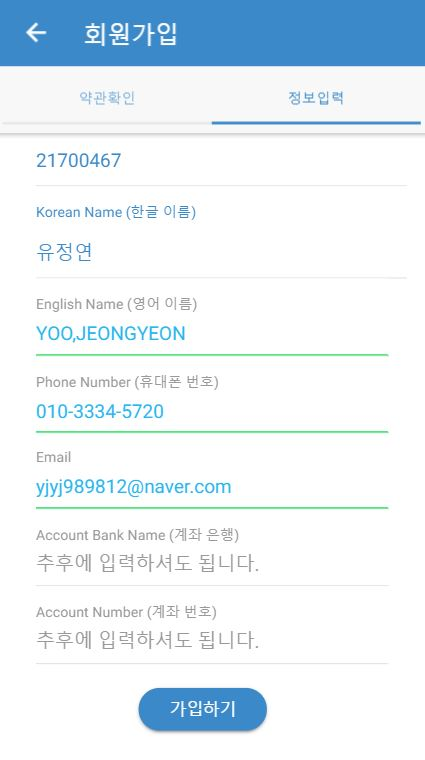 회원가입
약관확인
정보입력
21700467
Korean Name (한글 이름)
유정연
English Name (영어 이름)
YOO,JEONGYEON
Phone Number (휴대폰 번호)
010-3334-5720
Email
yjyj989812@naver.com
Account Bank Name (계좌 은행)
추후에 입력하셔도 됩니다.
Account Number (계좌 번호)
추후에 입력하셔도 됩니다.
가입하기